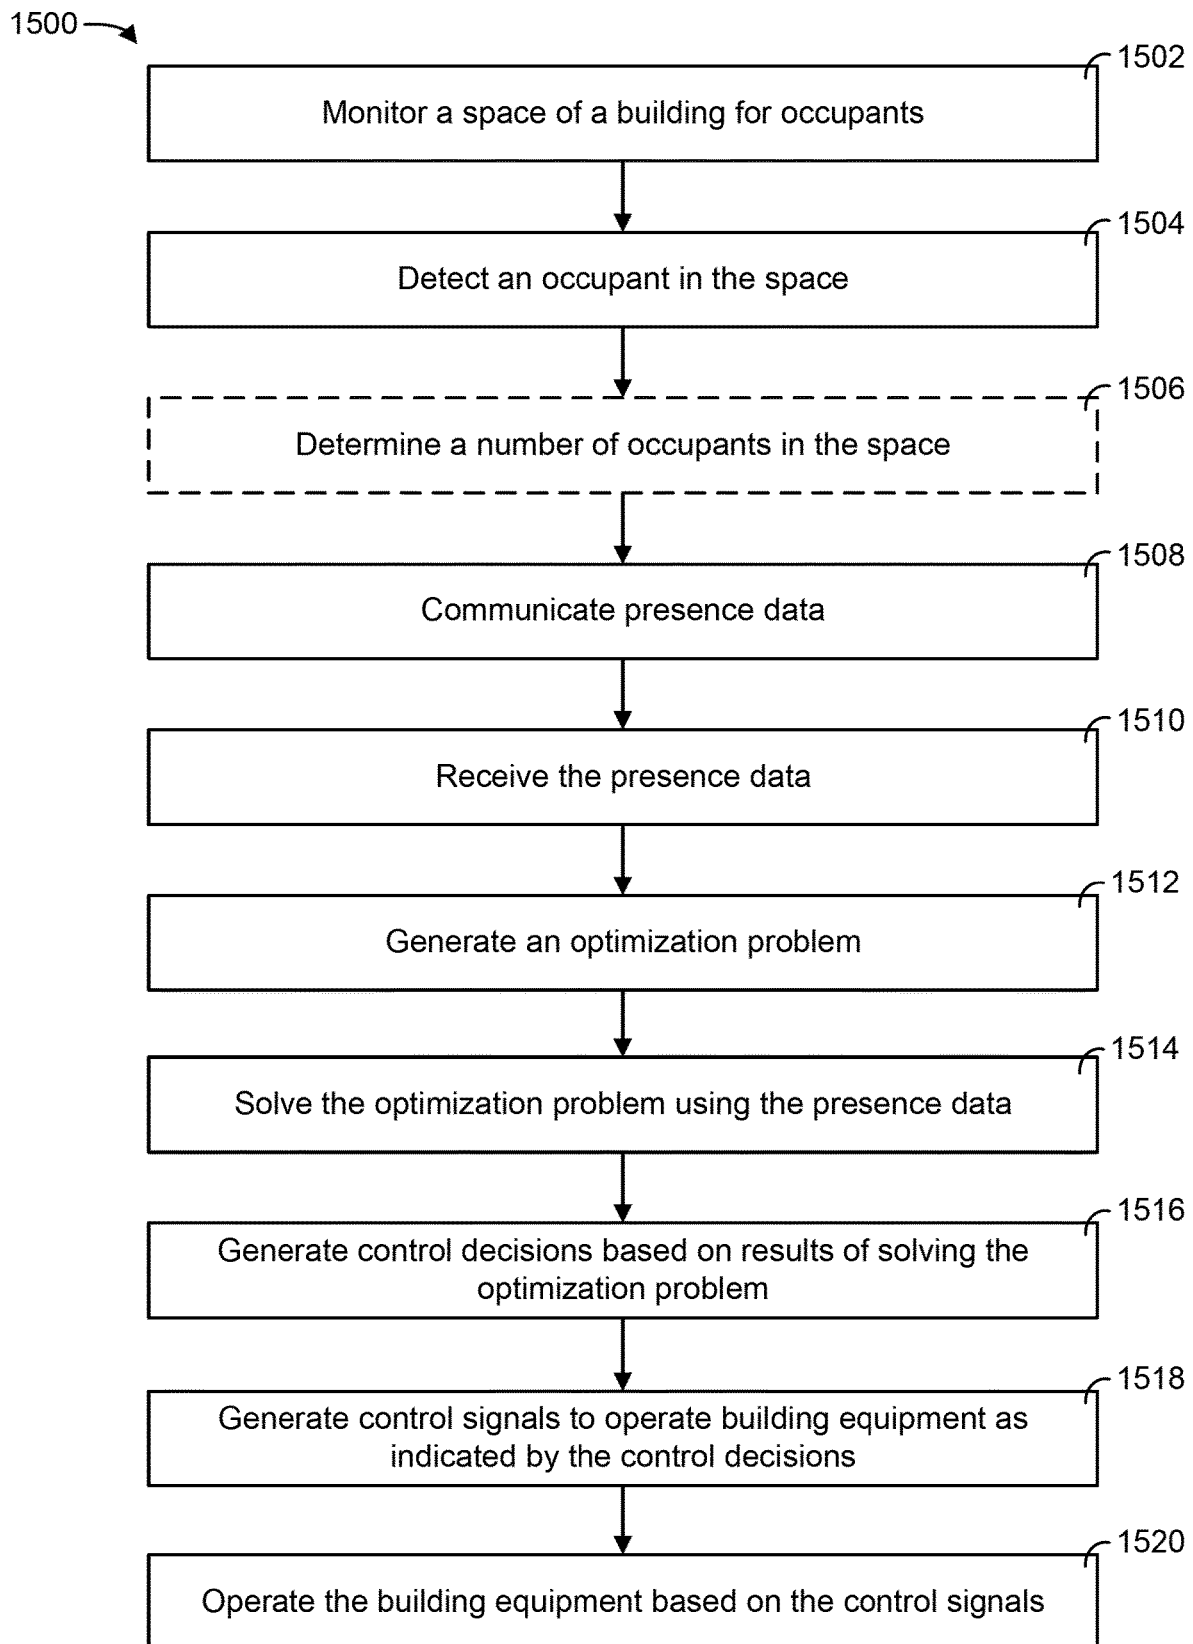 1500
1502
Monitor a space of a building for occupants
1504
Detect an occupant in the space
1506
Determine a number of occupants in the space
1508
Communicate presence data
1510
Receive the presence data
1512
Generate an optimization problem
1514
Solve the optimization problem using the presence data
1516
Generate control decisions based on results of solving the
optimization problem
1518
Generate control signals to operate building equipment as
indicated by the control decisions
1520
Operate the building equipment based on the control signals